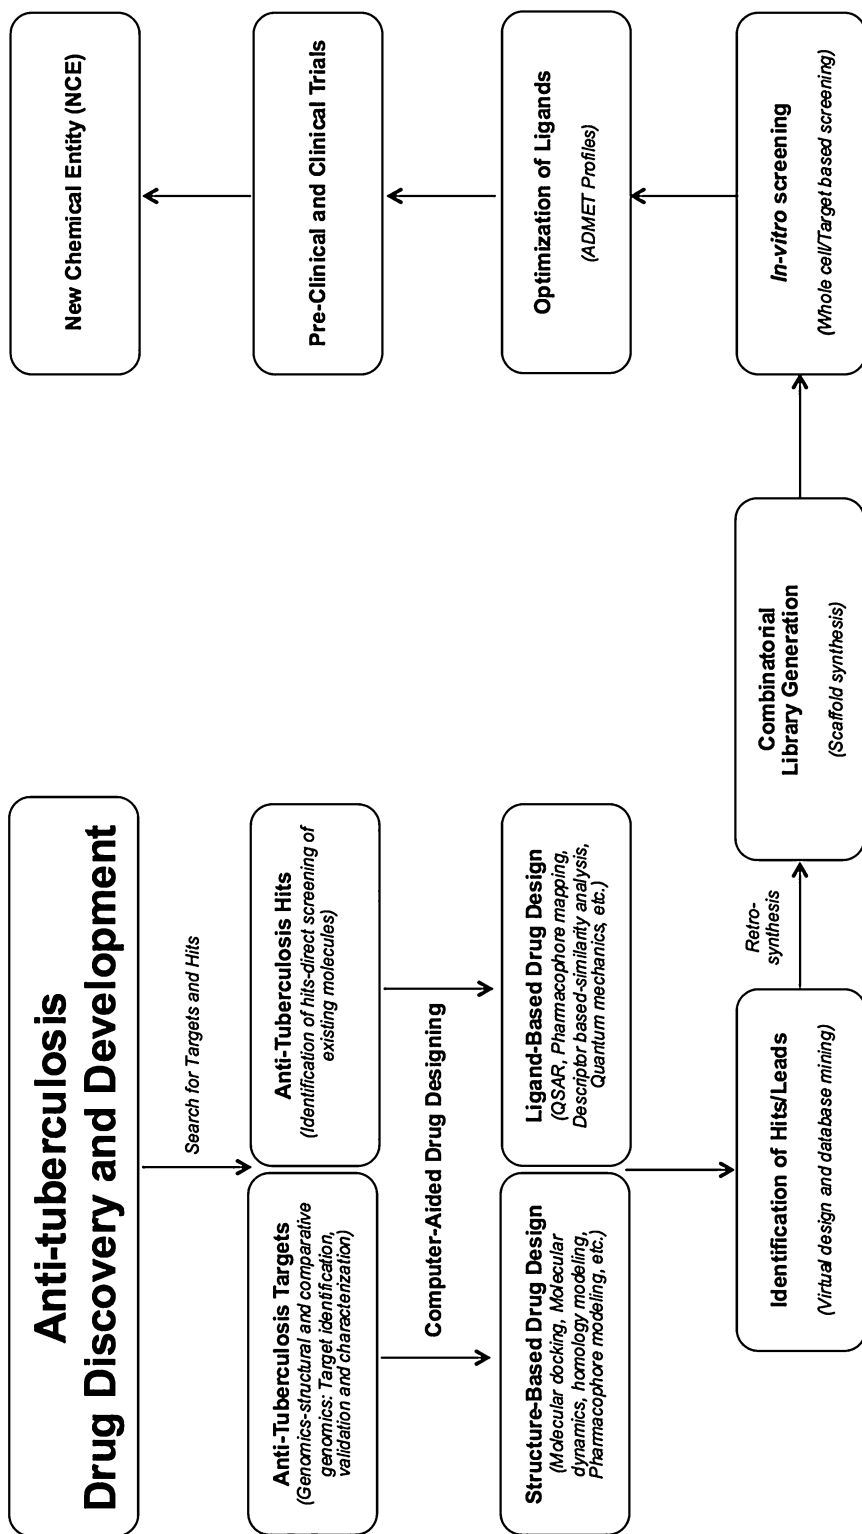 Anti-tuberculosis
Drug Discovery and Development
Search for Targets and Hits
Anti-Tuberculosis Targets
(Genomics-structural and comparative
genomics: Target identification,
validation and characterization)
Anti-Tuberculosis Hits
(Identification of hits-direct screening of
existing molecules)
Computer-Aided Drug Designing
Structure-Based Drug Design
(Molecular docking, Molecular
dynamics, homology modeling,
Pharmacophore modeling, etc.)
Ligand-Based Drug Design
(QSAR, Pharmacophore mapping,
Descriptor based-similarity analysis,
Quantum mechanics, etc.)
Identification of Hits/Leads
(Virtual design and database mining)
Retro-
synthesis
Combinatorial
Library Generation
(Scaffold synthesis)
In-vitro screening
(Whole cell/Target based screening)
Optimization of Ligands
(ADMET Profiles)
Pre-Clinical and Clinical Trials
New Chemical Entity (NCE)